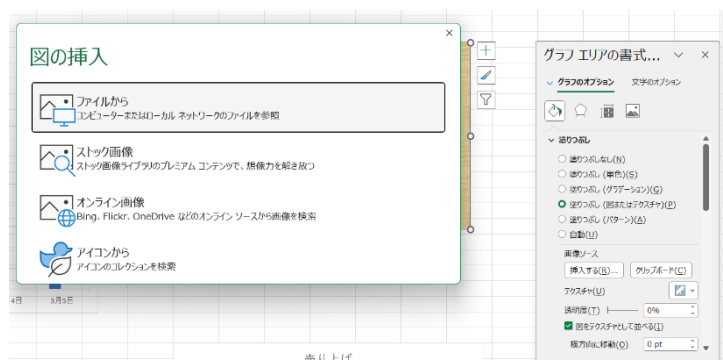 図の挿入
ファイルから
コンピューターまたはローカル ネットワークのファイルを参照
ストック画像
ストック画像ライブラリのプレミアム コンテンツで、想像力を解き放つ
オンライン画像
Bing、Flickr、OneDrive などのオンライン ソースから画像を検索
アイコンから
アイコンのコレクションを検索
4日 3月5日
売り上げ
グラフ エリアの書式...
グラフのオプション 文字のオプション
塗りつぶし
塗りつぶしなし(N)
塗りつぶし (単色)(S)
塗りつぶし (グラデーション)(G)
塗りつぶし (図またはテクスチャ)(P)
塗りつぶし (パターン)(A)
自動(U)
画像ソース
挿入する(R)... クリップボード(C)
テクスチャ(U)
透明度(T) 0%
図をテクスチャとして並べる(I)
横方向に移動(O) 0 pt